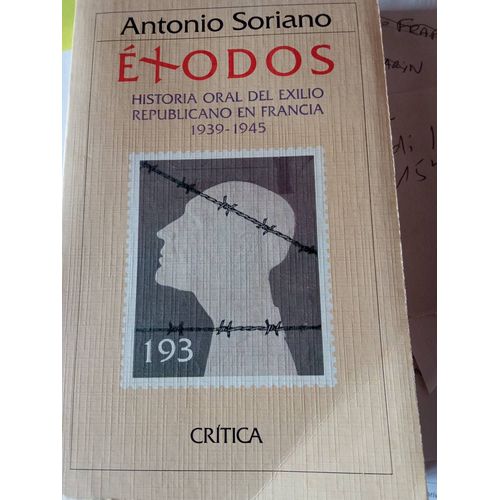 Antonio Soriano
ÉXODOS
HISTORIA ORAL DEL EXILIO
REPUBLICANO EN FRANCIA
1939-1945
193
CRÍTICA